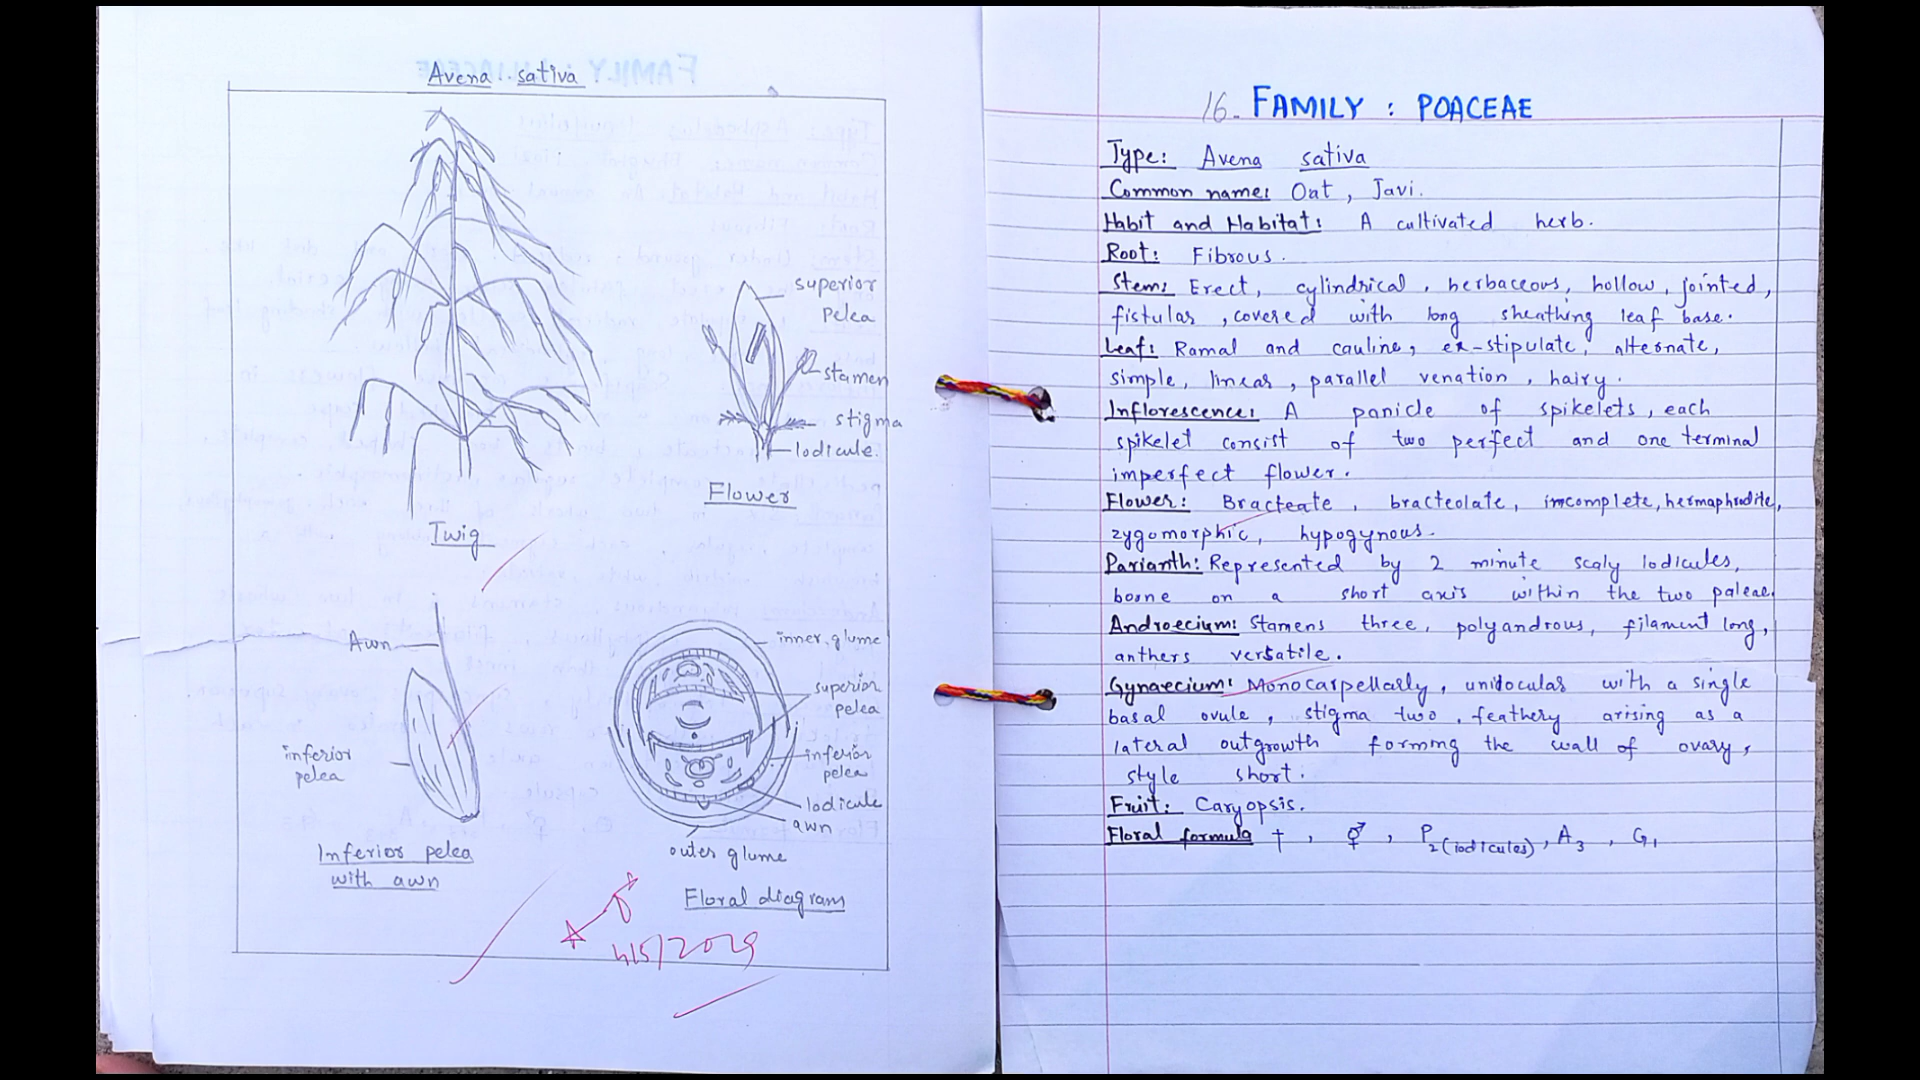 Avena sativa
superior
pelea
stamen
stigma
lodicule
Flower
Twig
Awn
inferior
pelea
Inferior pelea
with awn
inner glume
superior
pelea
inferior
pelea
lodicule
awn
outer glume
Floral diagram
4/5/2029
16. FAMILY : POACEAE
Type: Avena sativa
Common name: Oat, Javi.
Habit and Habitat: A cultivated herb.
Root: Fibrous.
Stem: Erect, cylindrical, herbaceous, hollow, jointed,
fistular, covered with long sheathing leaf base.
Leaf: Ramal and cauline, ex-stipulate, alternate,
simple, linear, parallel venation, hairy.
Inflorescence: A panicle of spikelets, each
spikelet consist of two perfect and one terminal
imperfect flower.
Flower: Bracteate, bracteolate, imcomplete, hermaphrodite,
zygomorphic, hypogynous.
Parianth: Represented by 2 minute scaly lodicules,
borne on a short axis within the two paleae.
Androecium: Stamens three, polyandrous, filament long,
anthers versatile.
Gynaecium: Monocarpellarly, unilocular with a single
basal ovule, stigma two, feathery arising as a
lateral outgrowth forming the wall of ovary,
style short.
Fruit: Caryopsis.
Floral formula †, ⚥, P2(lodicules), A3, G1